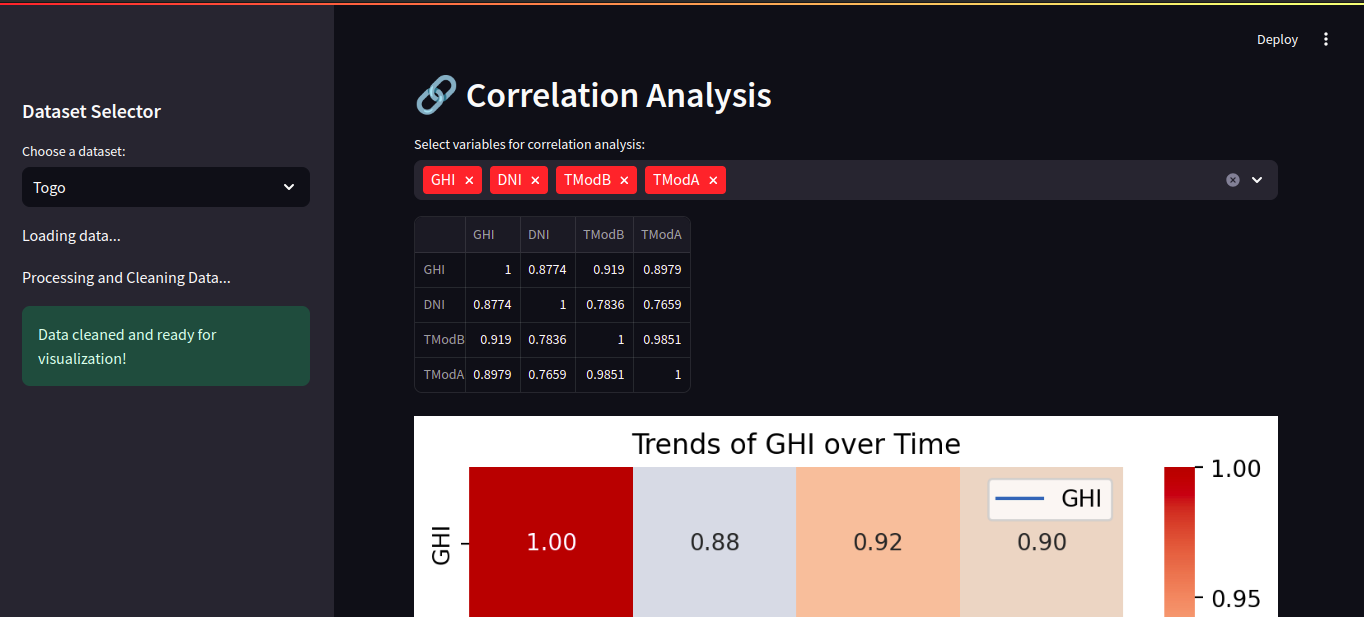 Deploy
Dataset Selector
Choose a dataset:
Togo
Loading data...
Processing and Cleaning Data...
Data cleaned and ready for
visualization!
Correlation Analysis
Select variables for correlation analysis:
GHI DNI TModB TModA
GHI DNI TModB TModA
GHI 1 0.8774 0.919 0.8979
DNI 0.8774 1 0.7836 0.7659
TModB 0.919 0.7836 1 0.9851
TModA 0.8979 0.7659 0.9851 1
Trends of GHI over Time
GHI
GHI
1.00 0.88 0.92 0.90
1.00
0.95